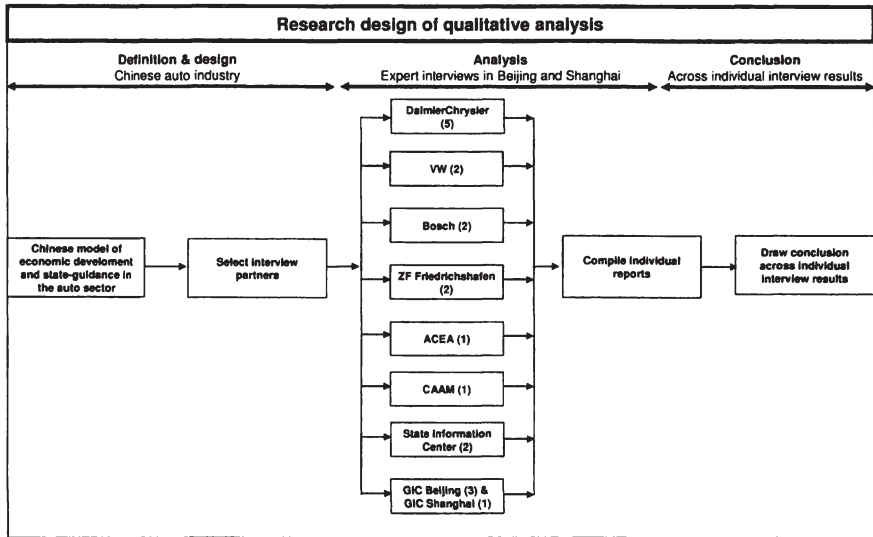 Research design of qualitative analysis
Definition & design
Chinese auto industry
Analysis
Expert interviews in Beijing and Shanghai
Conclusion
Across individual interview results
DaimlerChrysler
(5)
VW (2)
Bosch (2)
Chinese model of
economic develoment
and state-guidance in
the auto sector
Select interview
partners
ZF Friedrichshafen
(2)
Compile individual
reports
Draw conclusion
across individual
interview results
ACEA (1)
CAAM (1)
State Information
Center (2)
GIC Beijing (3) &
GIC Shanghai (1)